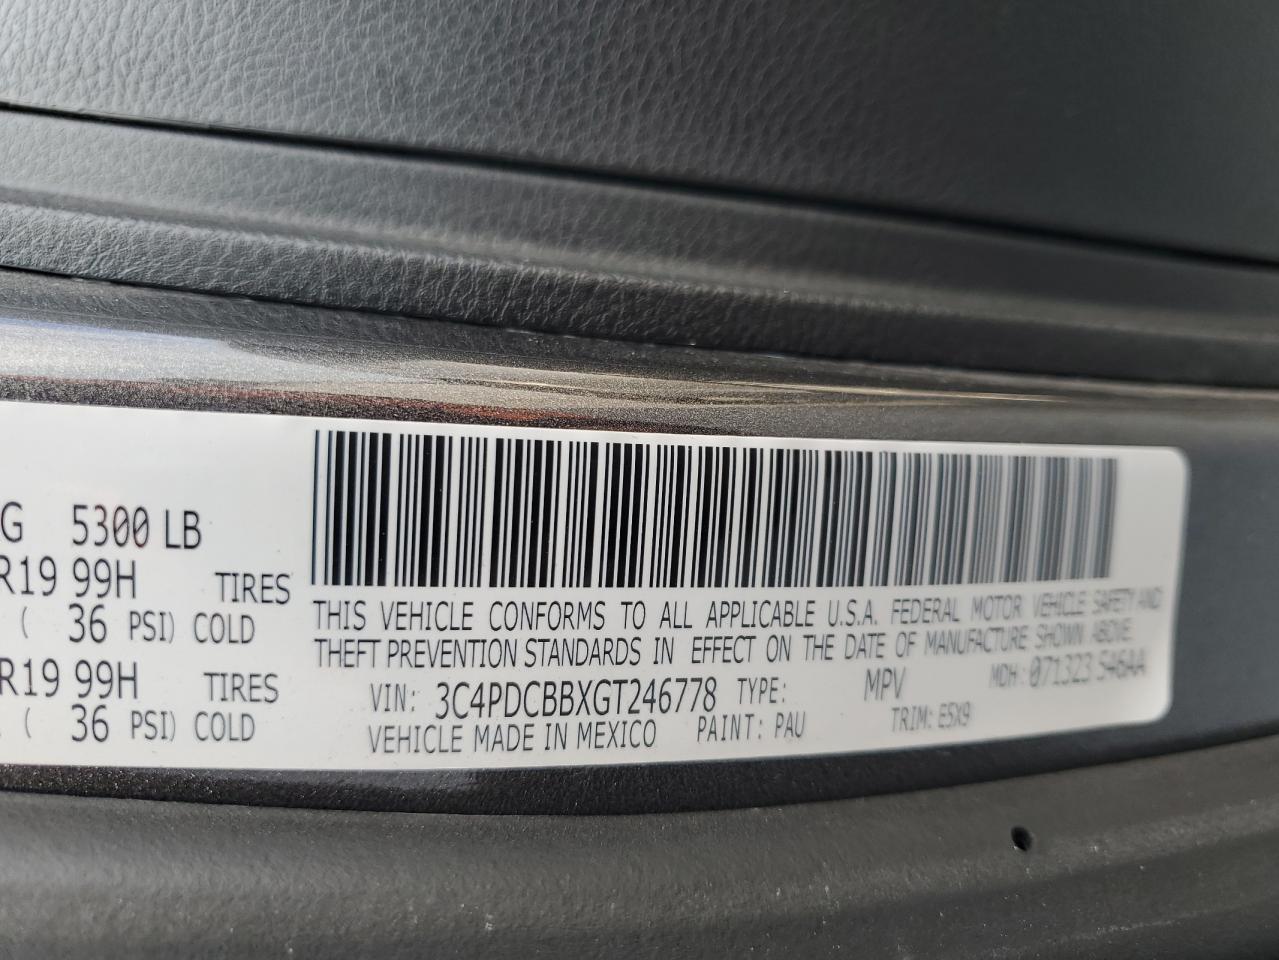 G 5300 LB
R19 99H TIRES
( 36 PSI) COLD
R19 99H TIRES
( 36 PSI) COLD
THIS VEHICLE CONFORMS TO ALL APPLICABLE U.S.A. FEDERAL MOTOR VEHICLE SAFETY AND
THEFT PREVENTION STANDARDS IN EFFECT ON THE DATE OF MANUFACTURE SHOWN ABOVE.
VIN: 3C4PDCBBXGT246778 TYPE: MPV MDH: 071323 546AA
VEHICLE MADE IN MEXICO PAINT: PAU TRIM: E5X9